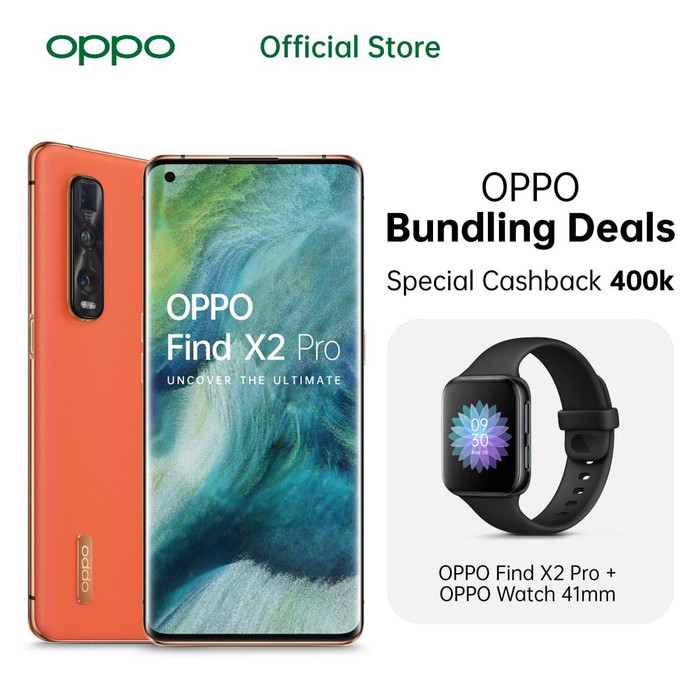 oppo
Official Store
OPPO
Bundling Deals
Special Cashback 400k
OPPO
Find X2 Pro
UNCOVER THE ULTIMATE
oppo
09
30
OPPO Find X2 Pro +
OPPO Watch 41mm